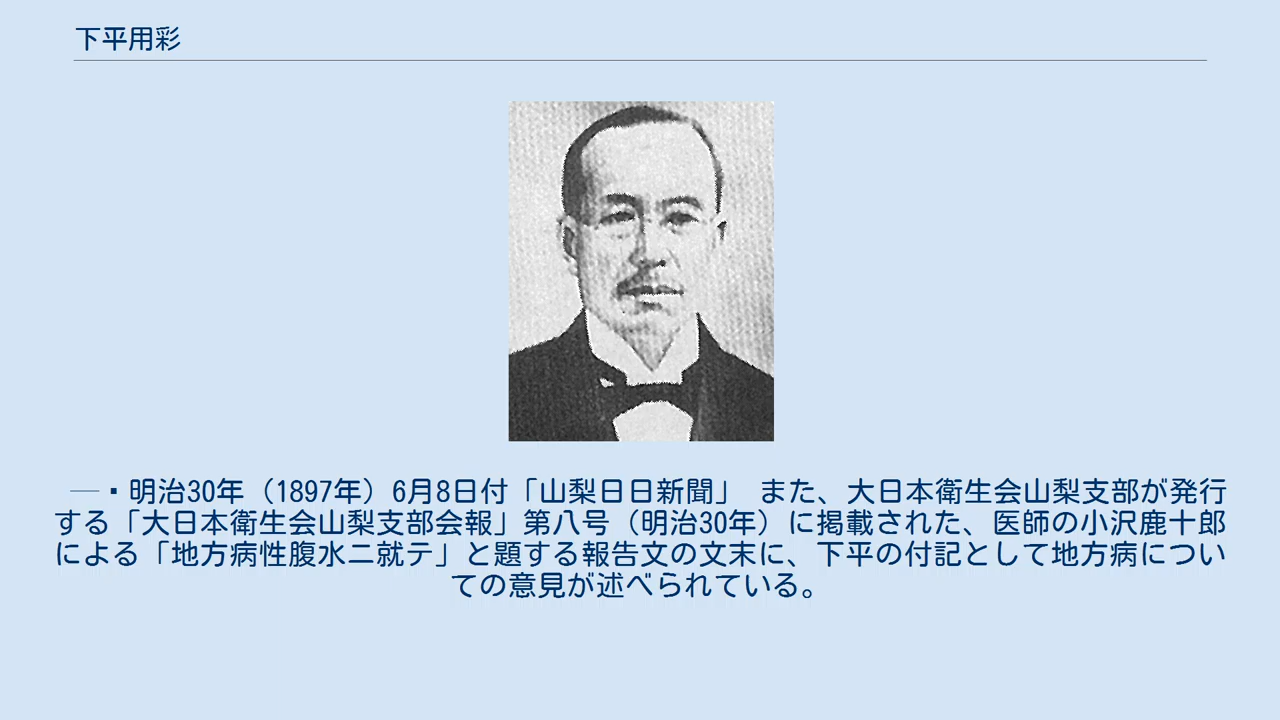 下平用彩
―▪明治30年（1897年）6月8日付「山梨日日新聞」 また、大日本衛生会山梨支部が発行
する「大日本衛生会山梨支部会報」第八号（明治30年）に掲載された、医師の小沢鹿十郎
による「地方病性腹水ニ就テ」と題する報告文の文末に、下平の付記として地方病につい
ての意見が述べられている。